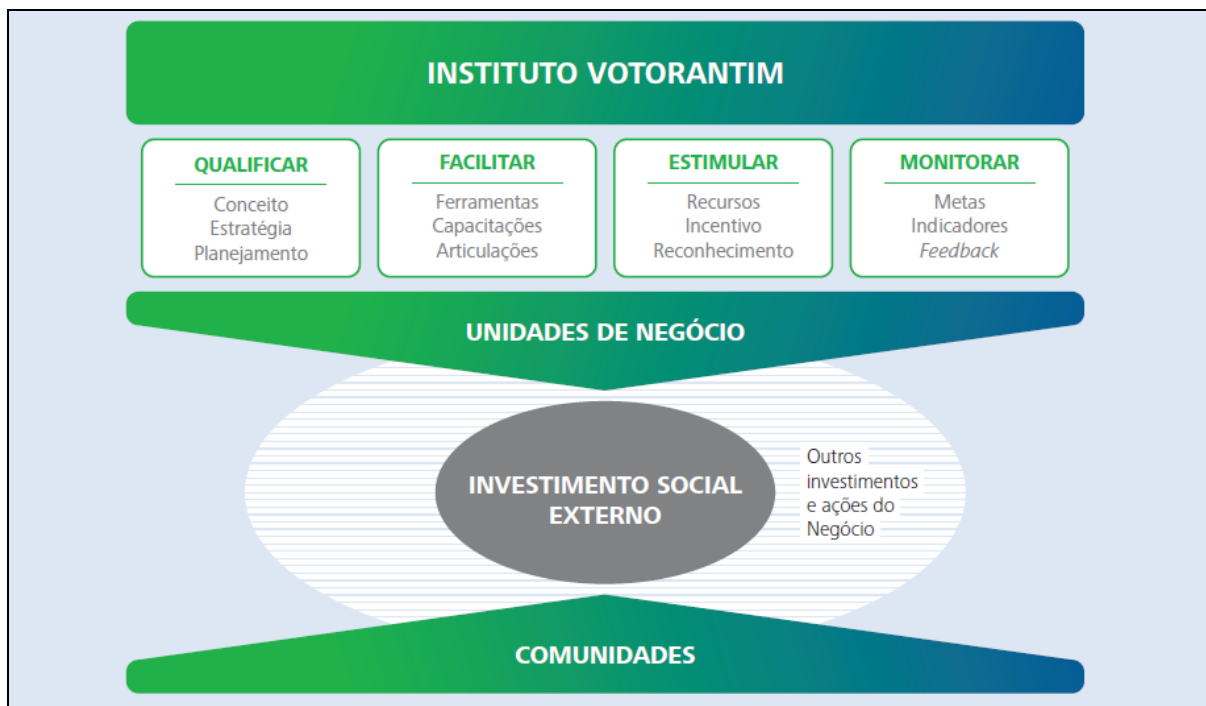 INSTITUTO VOTORANTIM
QUALIFICAR
Conceito
Estratégia
Planejamento
FACILITAR
Ferramentas
Capacitações
Articulações
ESTIMULAR
Recursos
Incentivo
Reconhecimento
MONITORAR
Metas
Indicadores
Feedback
UNIDADES DE NEGÓCIO
INVESTIMENTO SOCIAL
EXTERNO
Outros
investimentos
e ações do
Negócio
COMUNIDADES